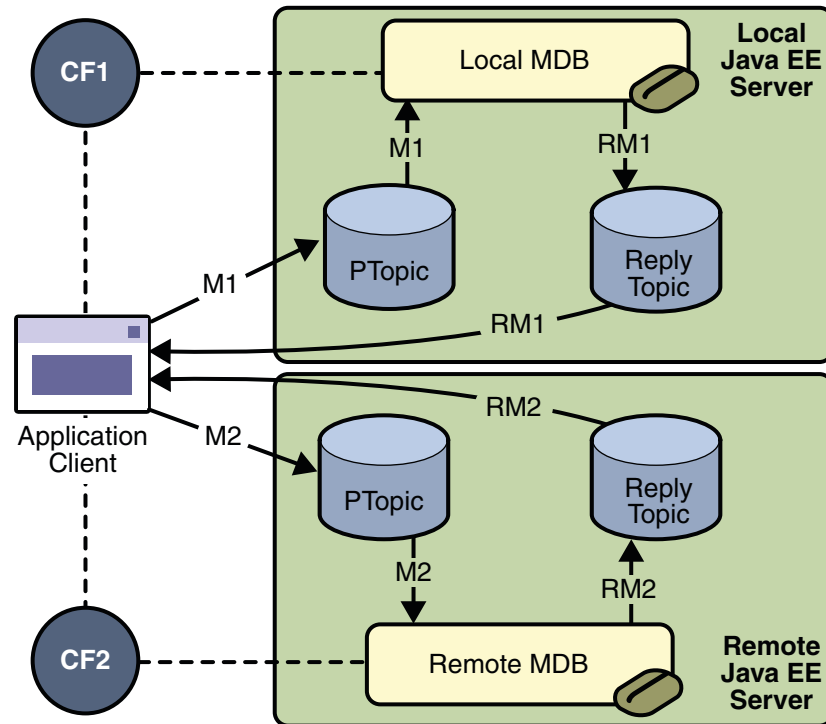 CF1
Local MDB
Local
Java EE
Server
M1
RM1
PTopic
Reply
Topic
M1
RM1
Application
Client
RM2
M2
PTopic
Reply
Topic
M2
RM2
CF2
Remote MDB
Remote
Java EE
Server